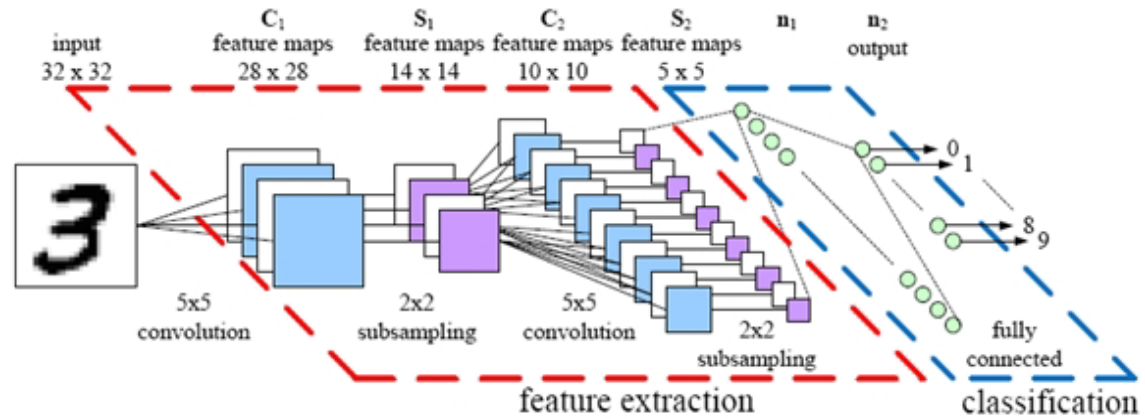 input
32 x 32
C₁
feature maps
28 x 28
S₁
feature maps
14 x 14
C₂
feature maps
10 x 10
S₂
feature maps
5 x 5
n₁
n₂
output
3
0
1
8
9
5x5
convolution
2x2
subsampling
5x5
convolution
2x2
subsampling
fully
connected
feature extraction
classification